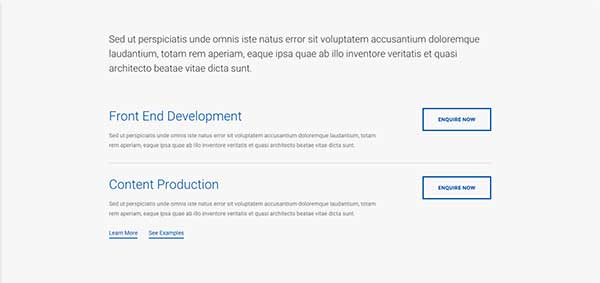 Sed ut perspiciatis unde omnis iste natus error sit voluptatem accusantium doloremque
laudantium, totam rem aperiam, eaque ipsa quae ab illo inventore veritatis et quasi
architecto beatae vitae dicta sunt.
Front End Development
ENQUIRE NOW
Sed ut perspiciatis unde omnis iste natus error sit voluptatem accusantium doloremque laudantium, totam
rem aperiam, eaque ipsa quae ab illo inventore veritatis et quasi architecto beatae vitae dicta sunt.
Content Production
ENQUIRE NOW
Sed ut perspiciatis unde omnis iste natus error sit voluptatem accusantium doloremque laudantium, totam
rem aperiam, eaque ipsa quae ab illo inventore veritatis et quasi architecto beatae vitae dicta sunt.
Learn More See Examples